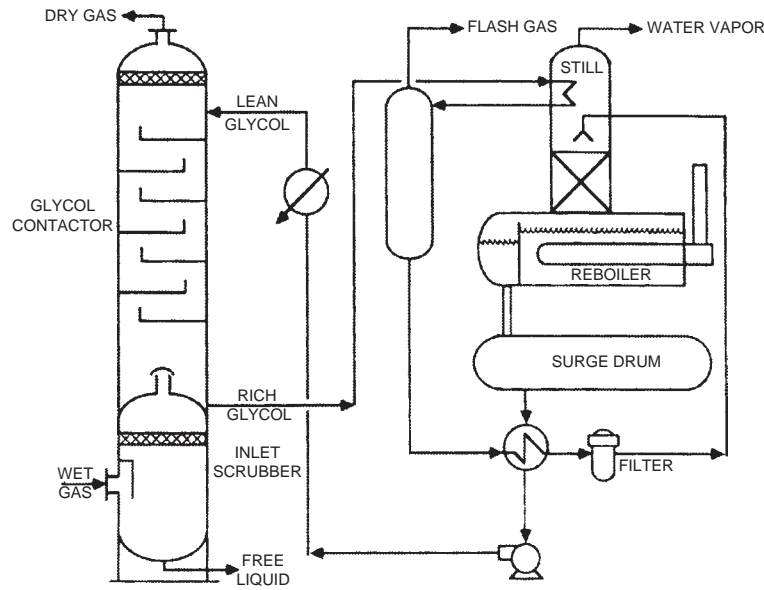 DRY GAS
FLASH GAS
WATER VAPOR
STILL
LEAN
GLYCOL
GLYCOL
CONTACTOR
REBOILER
SURGE DRUM
RICH
GLYCOL
INLET
SCRUBBER
WET
GAS
FILTER
FREE
LIQUID